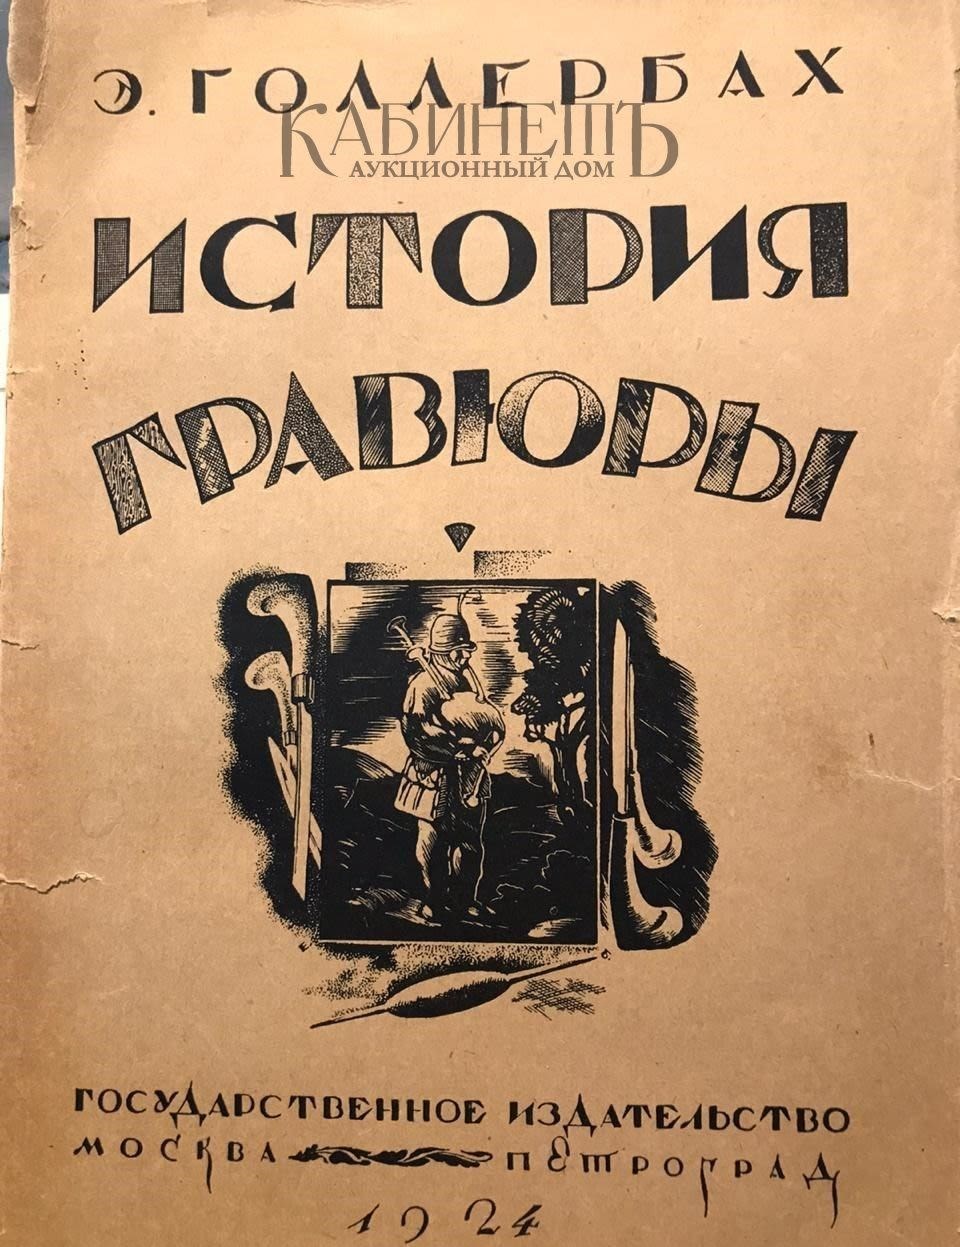 Э. ГОЛЛЕРБАХ
КАБИНЕТЪ
АУКЦИОННЫЙ ДОМ
ИСТОРИЯ
ГРАВЮРЫ
ГОСУДАРСТВЕННОЕ ИЗДАТЕЛЬСТВО
МОСКВА ПЕТРОГРАД
1924